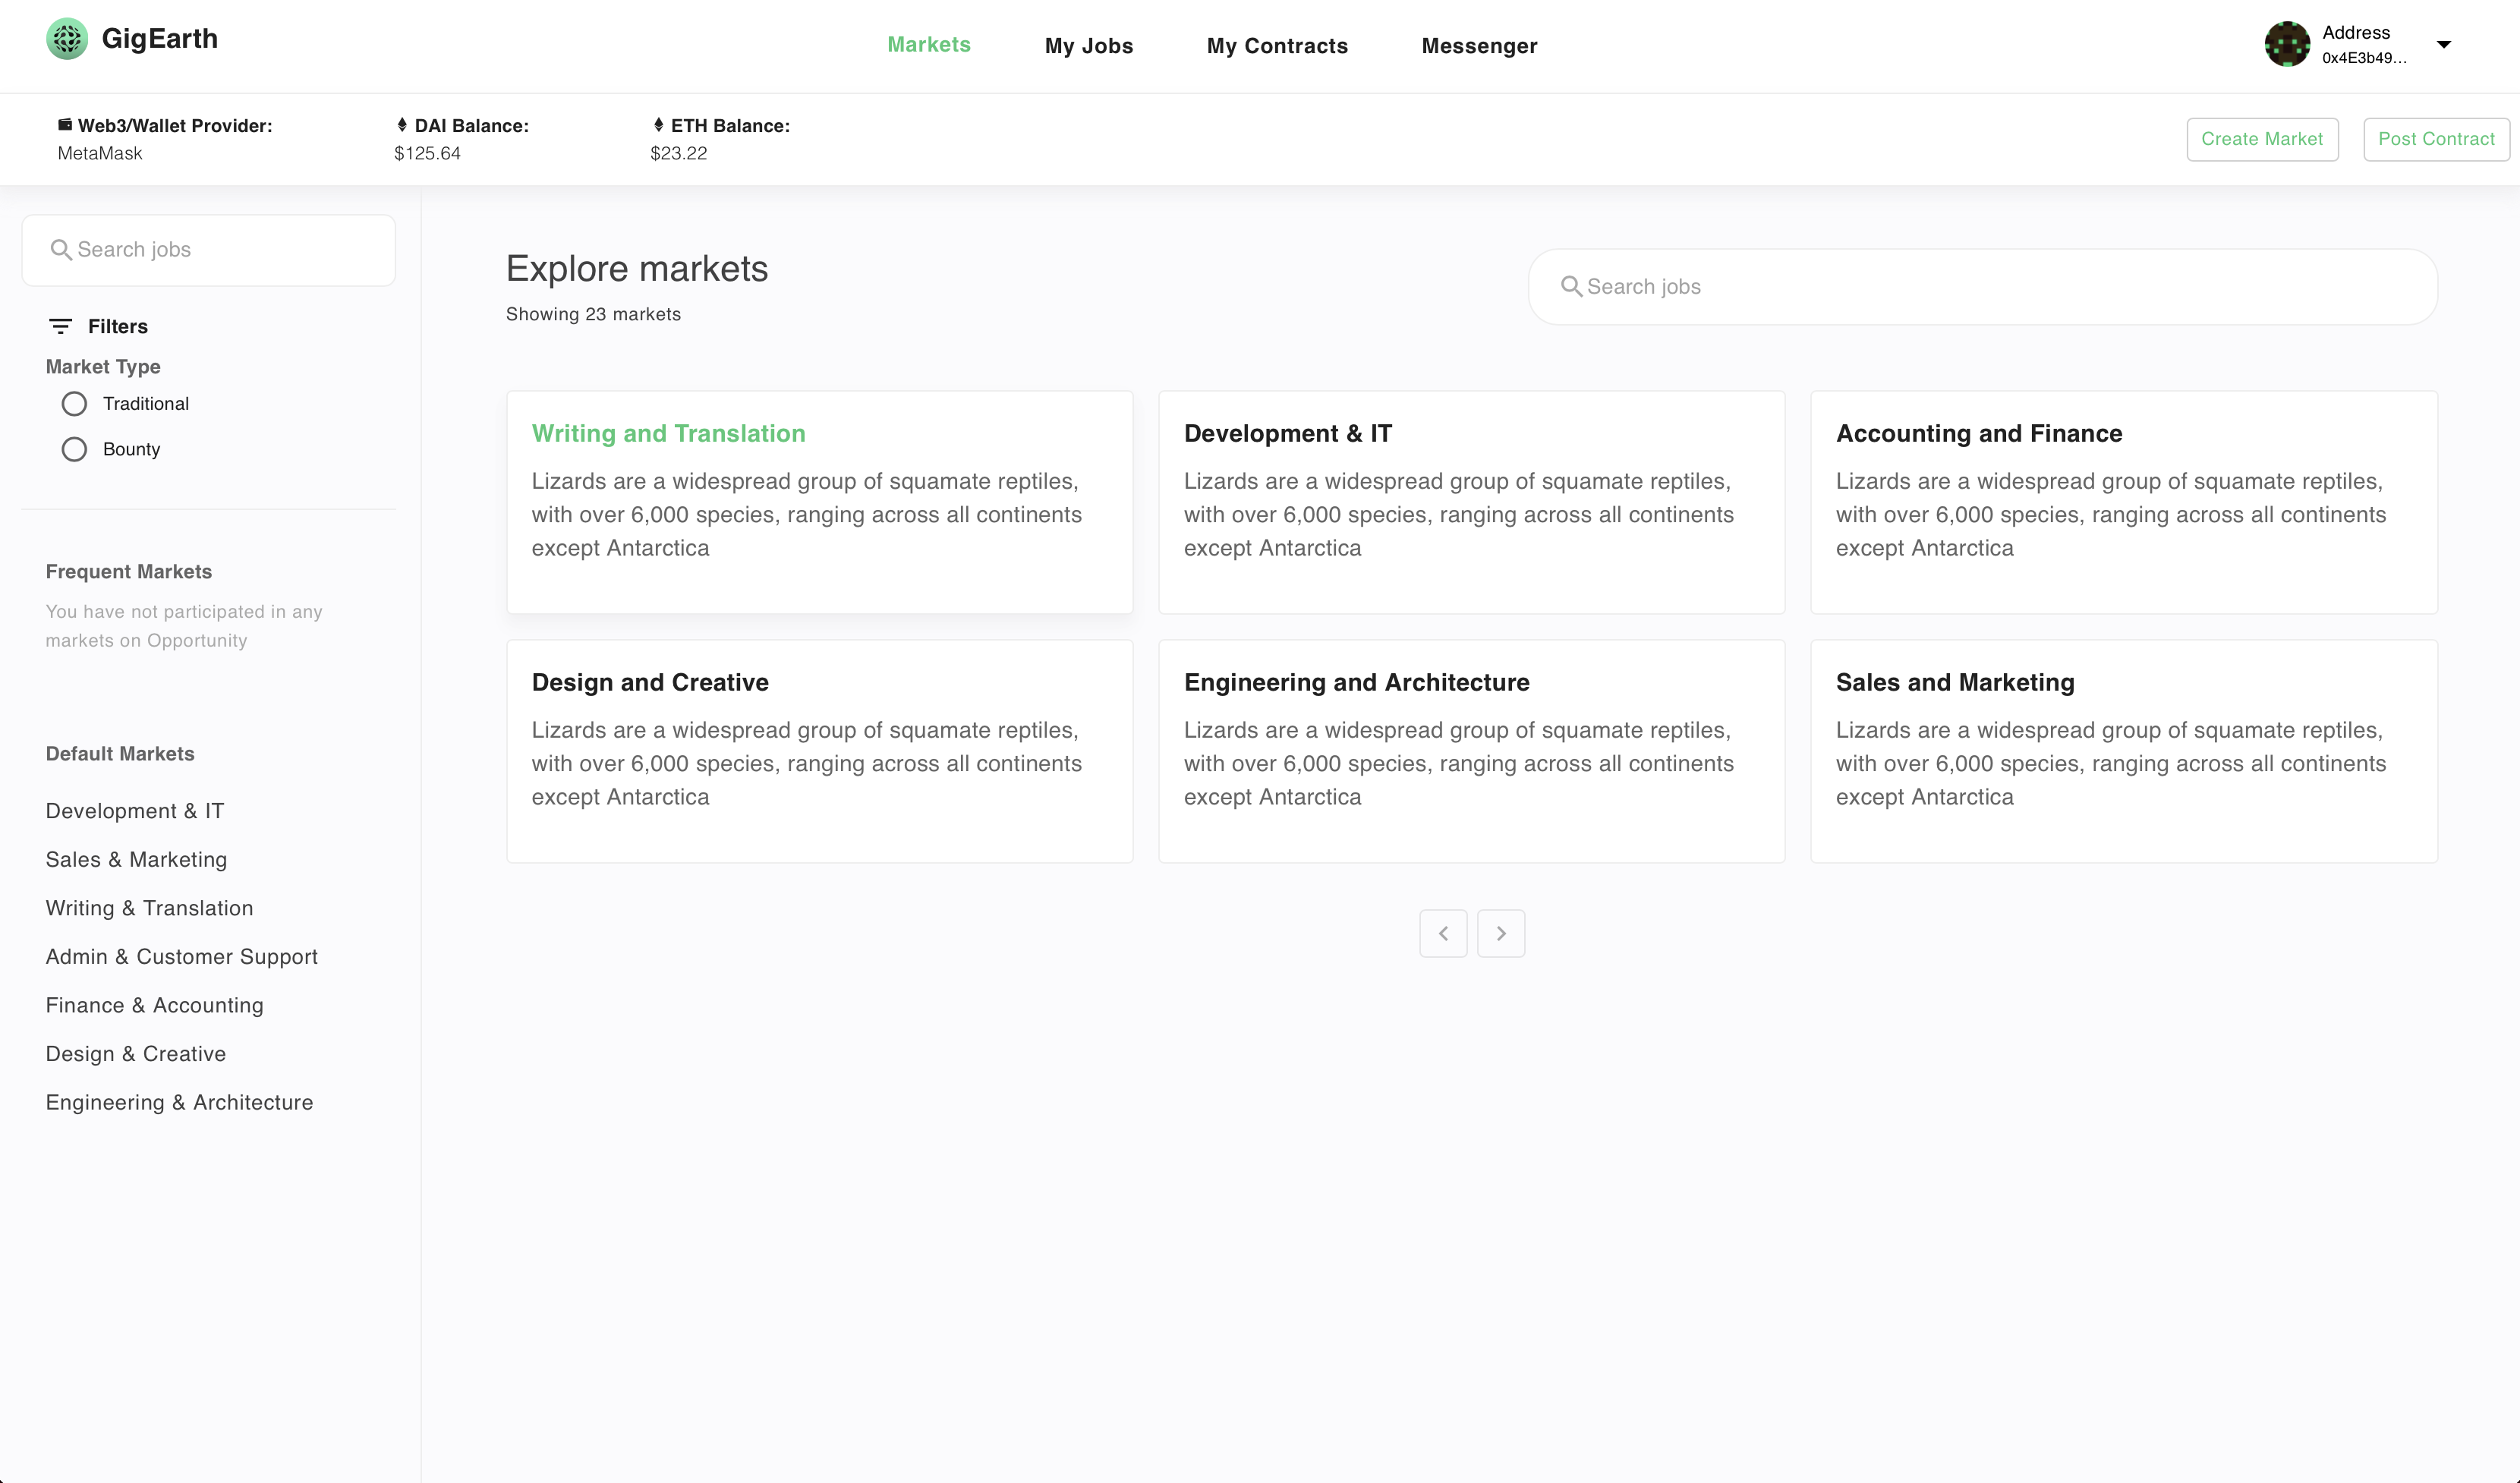 GigEarth
Markets
My Jobs
My Contracts
Messenger
Address
0x4E3b49...
Web3/Wallet Provider:
MetaMask
DAI Balance:
$125.64
ETH Balance:
$23.22
Create Market
Post Contract
Search jobs
Filters
Market Type
Traditional
Bounty
Frequent Markets
You have not participated in any
markets on Opportunity
Default Markets
Development & IT
Sales & Marketing
Writing & Translation
Admin & Customer Support
Finance & Accounting
Design & Creative
Engineering & Architecture
Explore markets
Showing 23 markets
Search jobs
Writing and Translation
Lizards are a widespread group of squamate reptiles,
with over 6,000 species, ranging across all continents
except Antarctica
Development & IT
Lizards are a widespread group of squamate reptiles,
with over 6,000 species, ranging across all continents
except Antarctica
Accounting and Finance
Lizards are a widespread group of squamate reptiles,
with over 6,000 species, ranging across all continents
except Antarctica
Design and Creative
Lizards are a widespread group of squamate reptiles,
with over 6,000 species, ranging across all continents
except Antarctica
Engineering and Architecture
Lizards are a widespread group of squamate reptiles,
with over 6,000 species, ranging across all continents
except Antarctica
Sales and Marketing
Lizards are a widespread group of squamate reptiles,
with over 6,000 species, ranging across all continents
except Antarctica